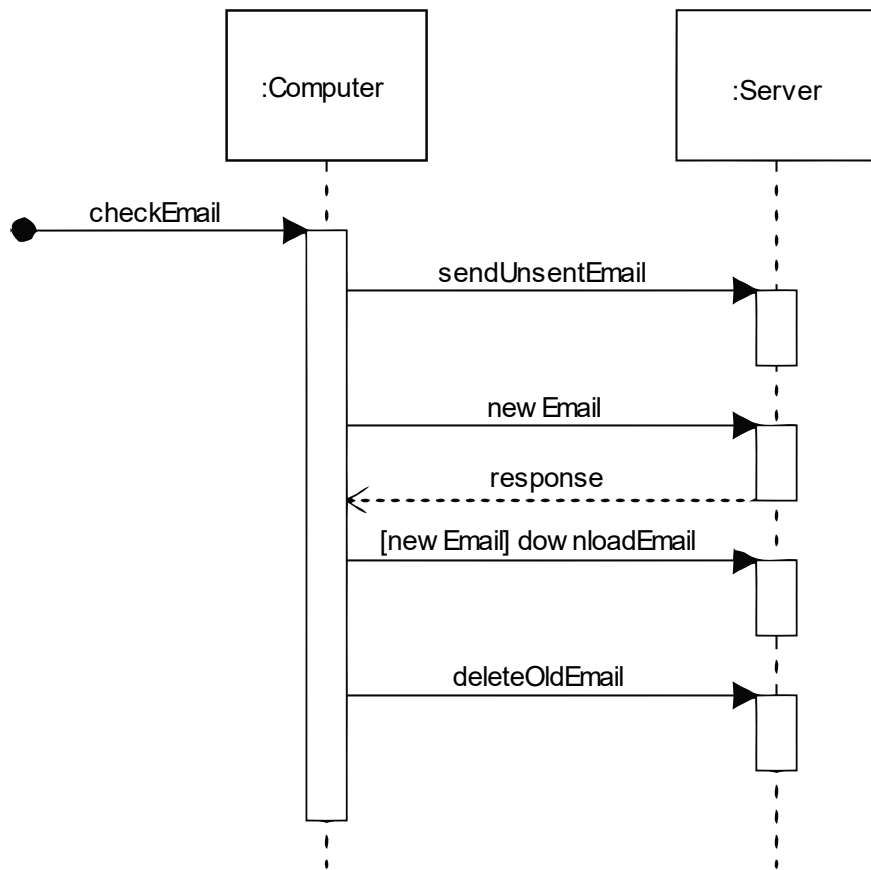 :Computer
:Server
checkEmail
sendUnsentEmail
new Email
response
[new Email] dow nloadEmail
deleteOldEmail